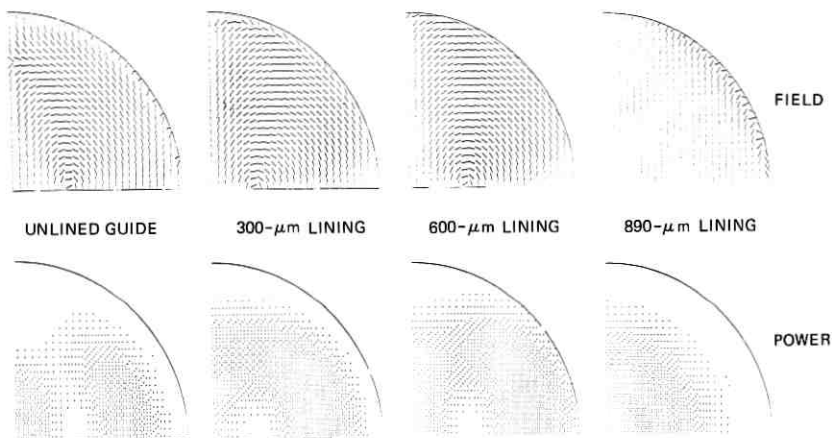 FIELD
UNLINED GUIDE
300-μm LINING
600-μm LINING
890-μm LINING
POWER